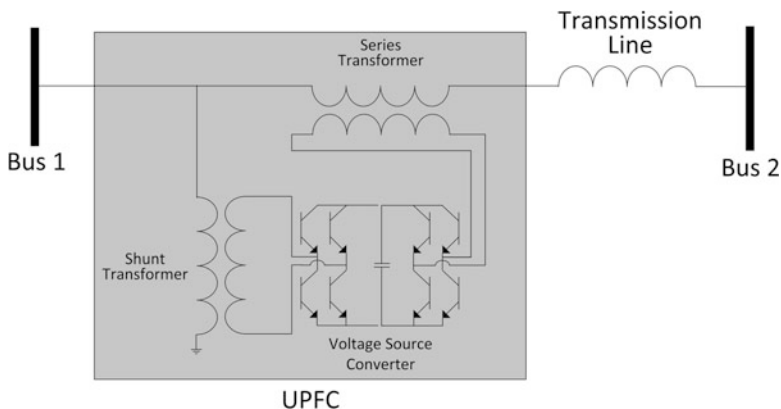 Transmission
Line
Series
Transformer
Bus 1
Bus 2
Shunt
Transformer
Voltage Source
Converter
UPFC